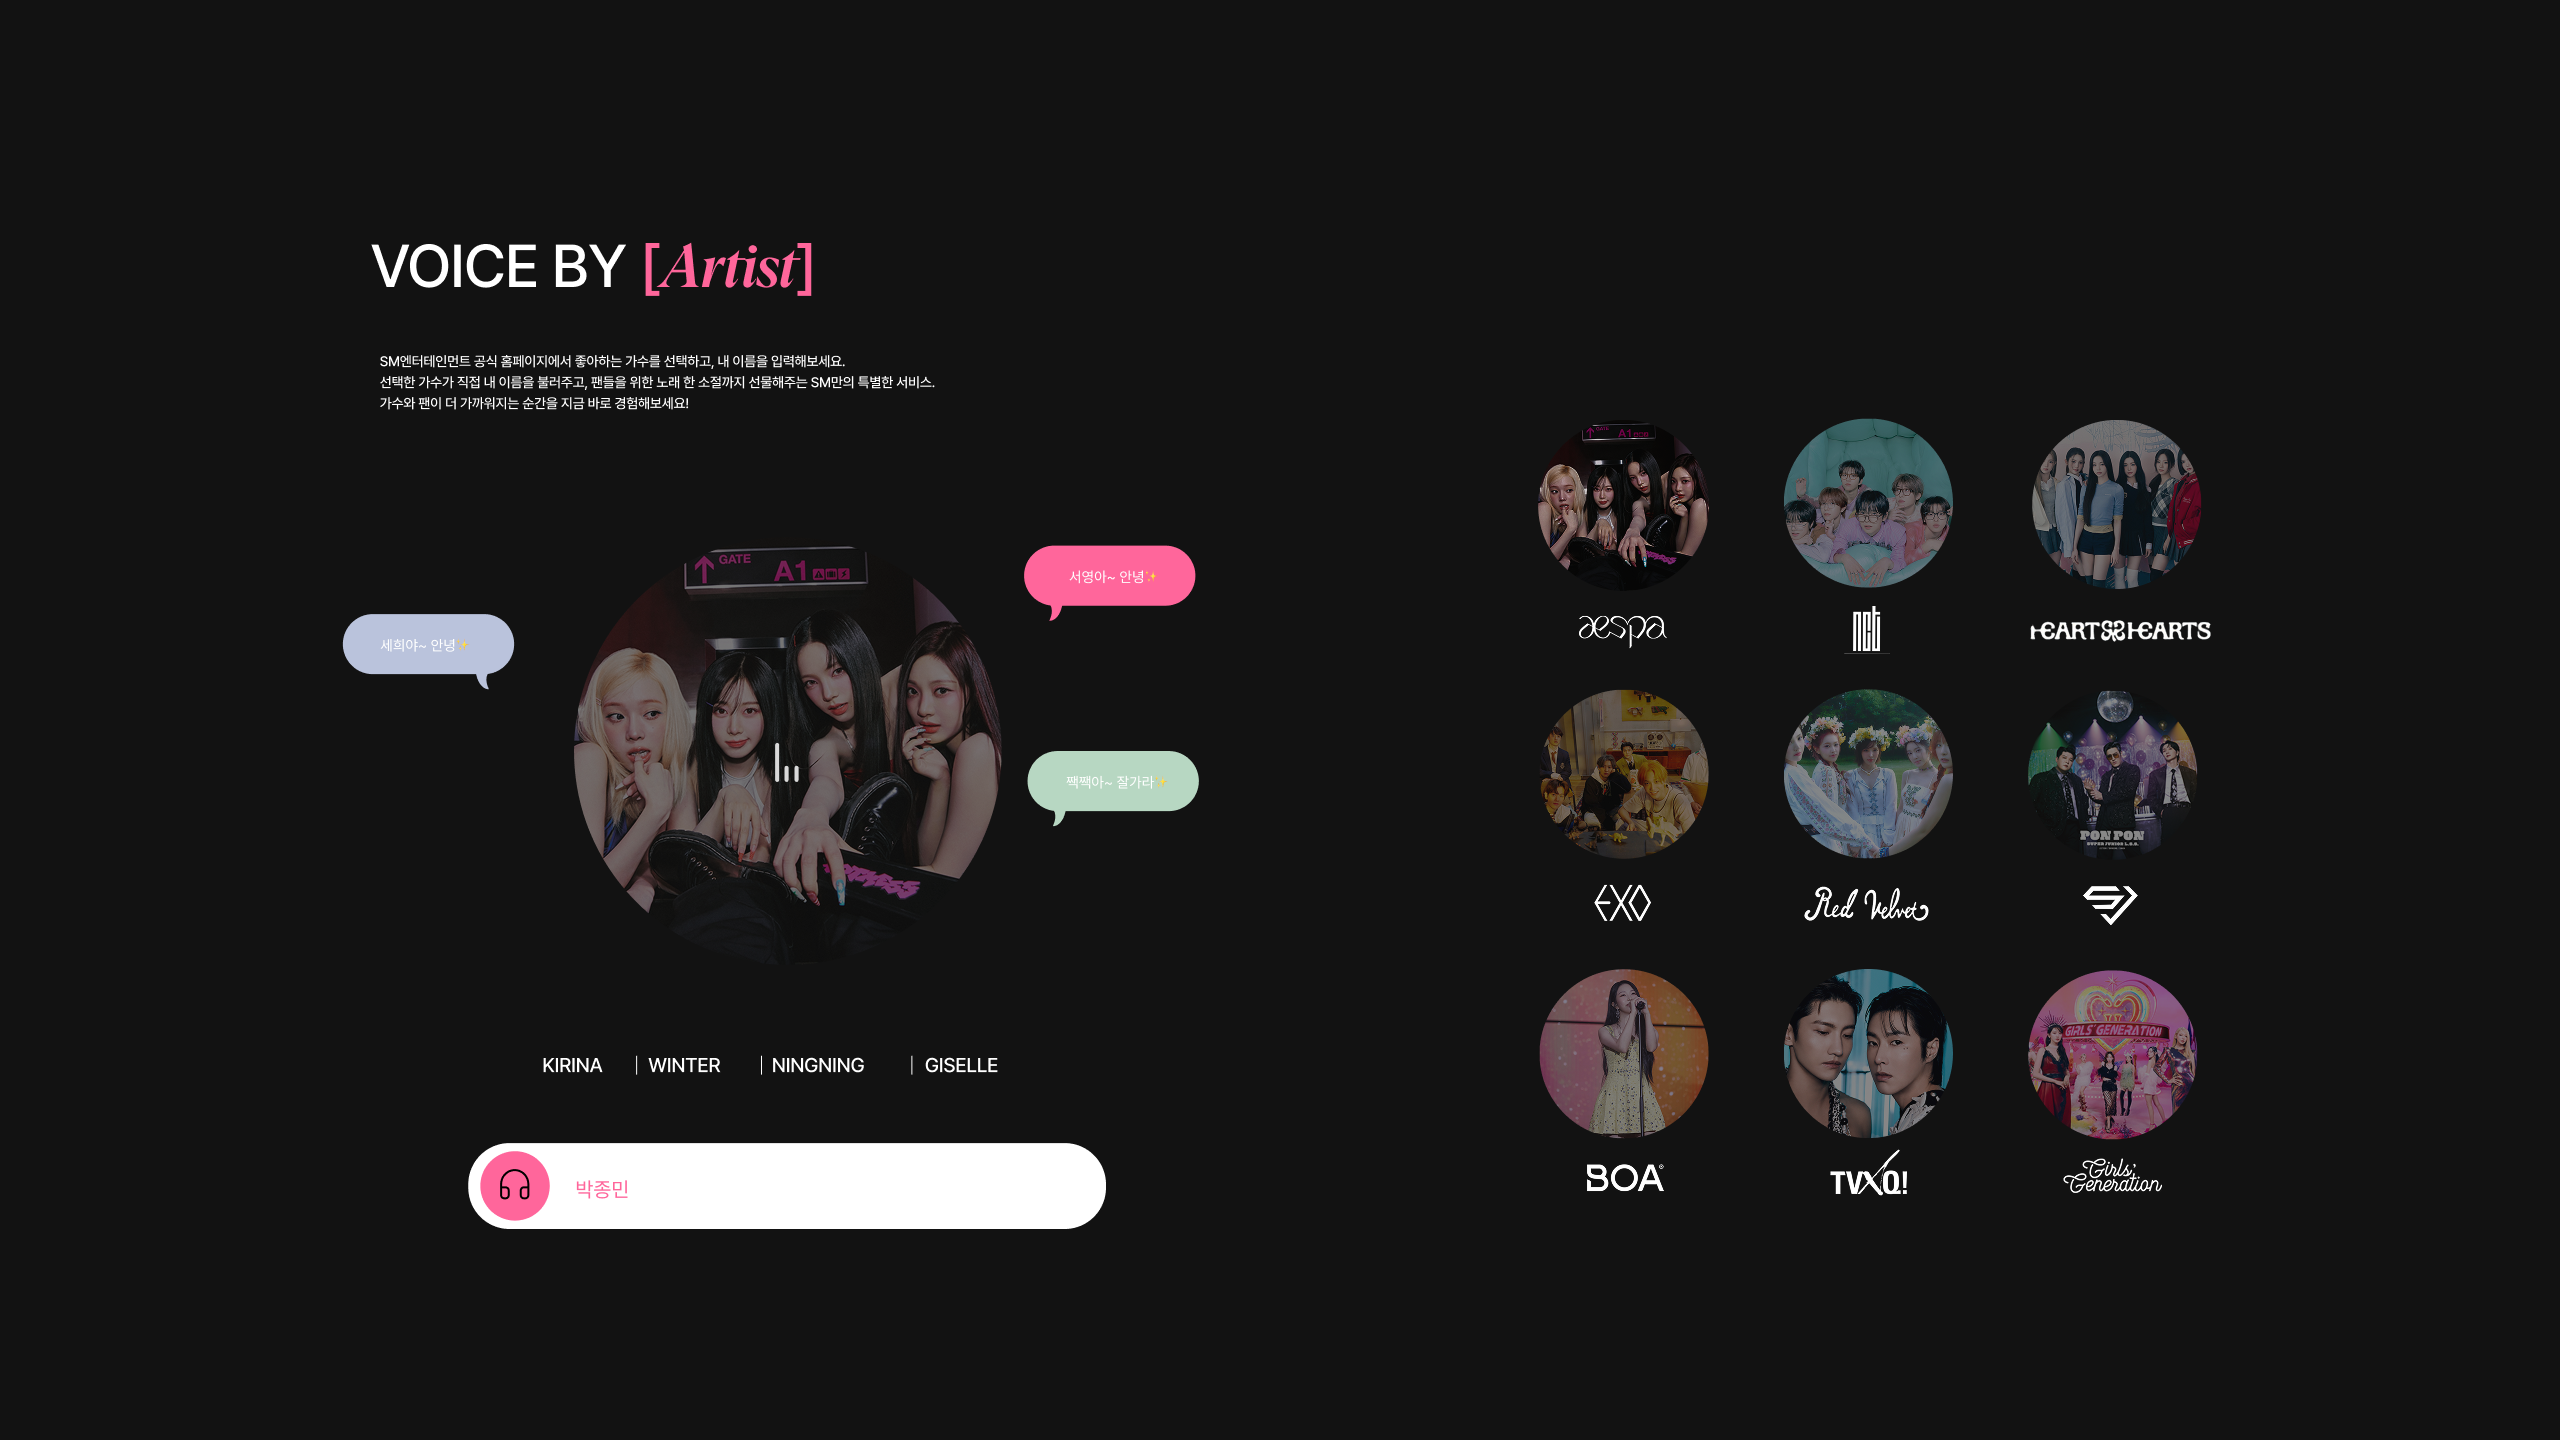 VOICE BY [Artist]
SM엔터테인먼트 공식 홈페이지에서 좋아하는 가수를 선택하고, 내 이름을 입력해보세요.
선택한 가수가 직접 내 이름을 불러주고, 팬들을 위한 노래 한 소절까지 선물해주는 SM만의 특별한 서비스.
가수와 팬이 더 가까워지는 순간을 지금 바로 경험해보세요!
GATE
A1
서영아~ 안녕✨
세희야~ 안녕✨
짹짹아~ 잘가라✨
KIRINA | WINTER | NINGNING | GISELLE
박종민
GATE
A1
aespa
nct
HEARTS HEARTS
EXO
Red Velvet
PON PON
SUPER JUNIOR L.S.S.
SJ
GIRLS' GENERATION
BOA
TVXQ!
Girls' Generation